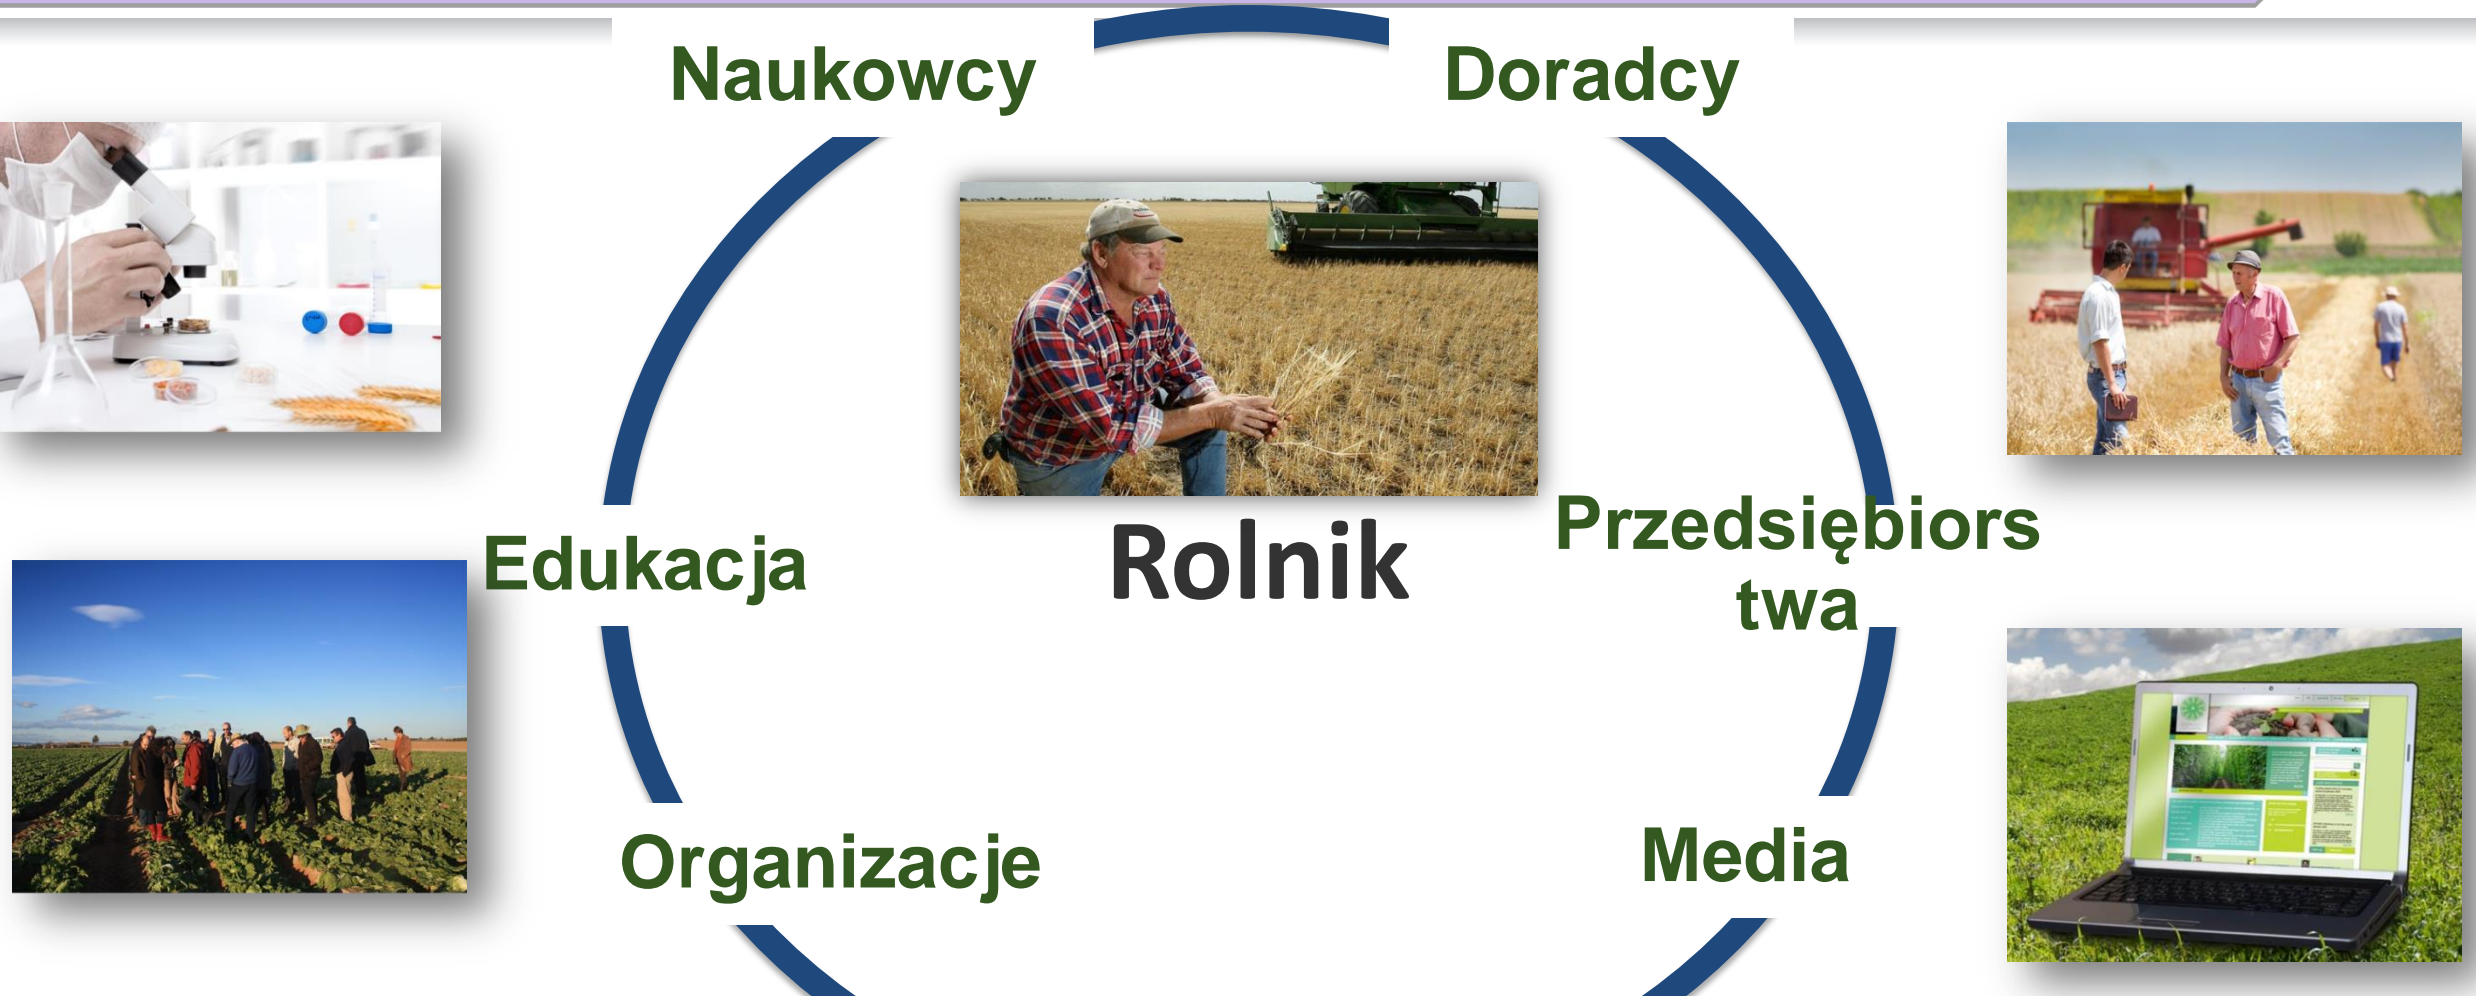 Naukowcy
Doradcy
Edukacja
Rolnik
Przedsiębiors
twa
Organizacje
Media